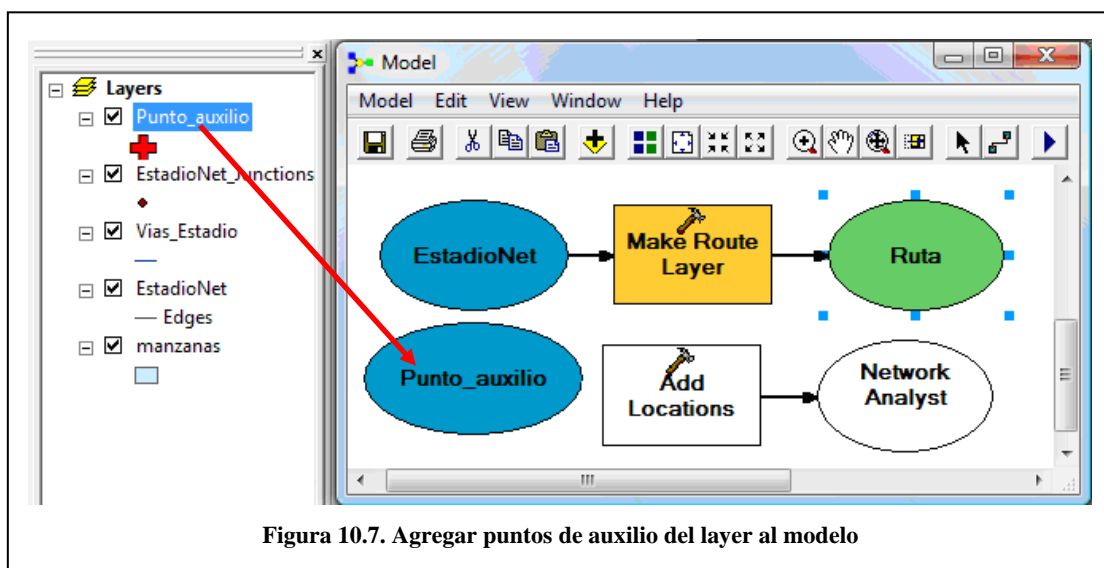 Layers
Punto_auxilio
EstadioNet_Junctions
Vias_Estadio
EstadioNet
Edges
manzanas
Model
Model Edit View Window Help
EstadioNet
Make Route
Layer
Ruta
Punto_auxilio
Add
Locations
Network
Analyst
Figura 10.7. Agregar puntos de auxilio del layer al modelo